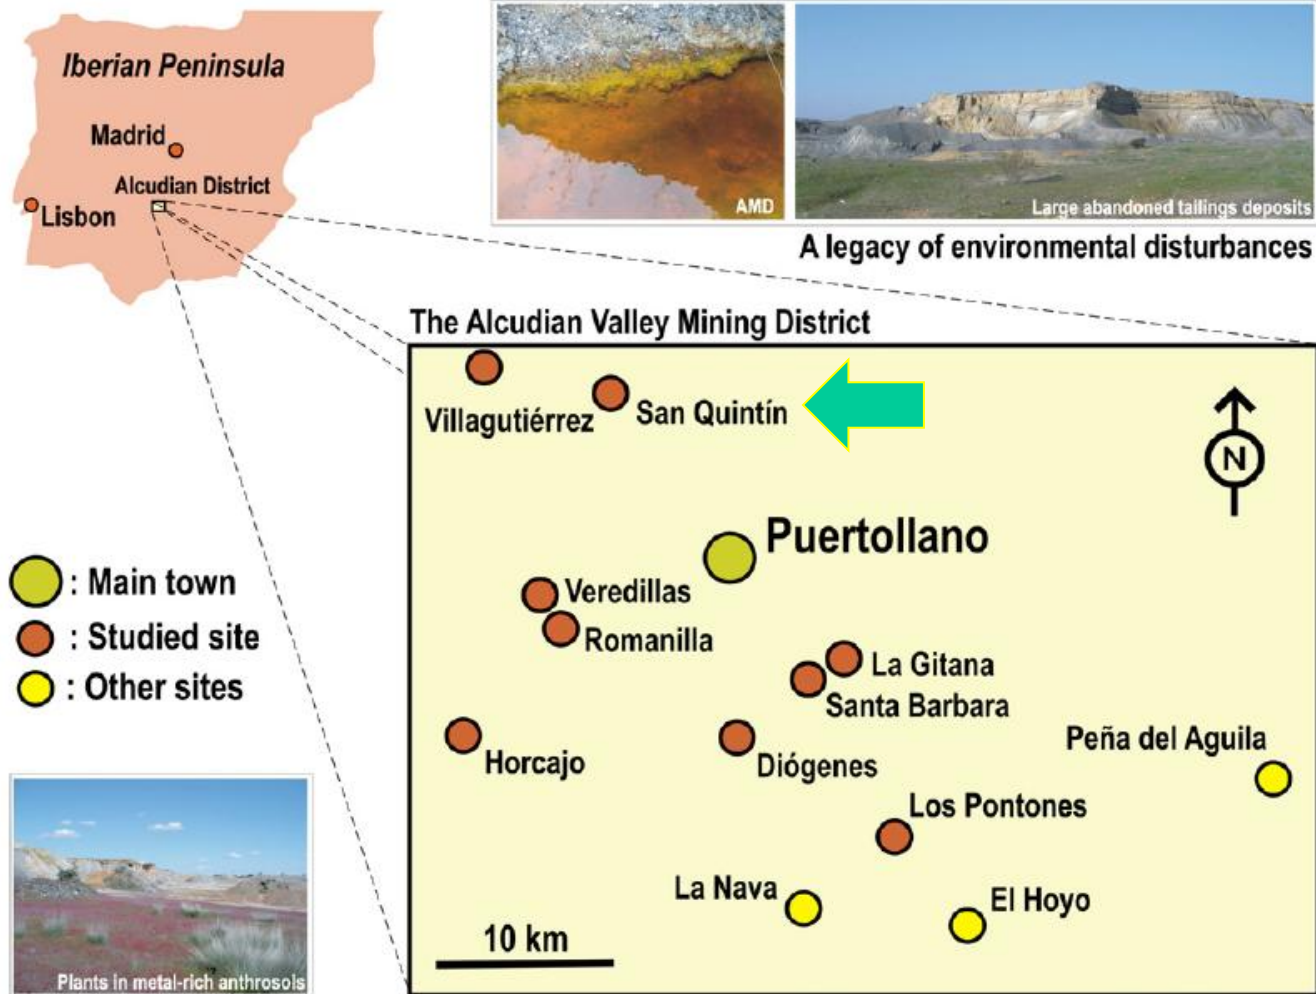 Iberian Peninsula
Madrid
Alcudian District
Lisbon
AMD
Large abandoned tailings deposits
A legacy of environmental disturbances
The Alcudian Valley Mining District
Villagutiérrez
San Quintín
N
Puertollano
: Main town
: Studied site
: Other sites
Veredillas
Romanilla
La Gitana
Santa Barbara
Horcajo
Diógenes
Peña del Aguila
Los Pontones
La Nava
El Hoyo
10 km
Plants in metal-rich anthrosols